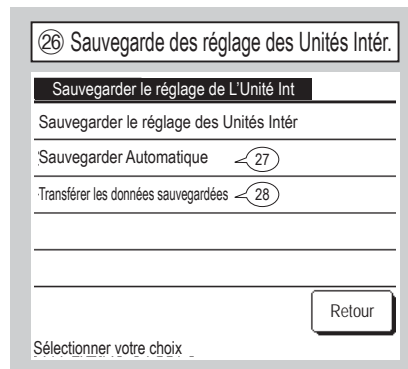 26 Sauvegarde des réglage des Unités Intér.
Sauvegarder le réglage de L'Unité Int
Sauvegarder le réglage des Unités Intér
Sauvegarder Automatique 27
Transférer les données sauvegardées 28
Retour
Sélectionner votre choix